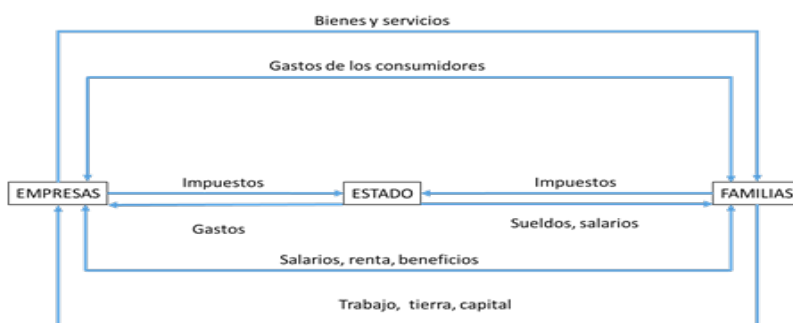 Bienes y servicios
Gastos de los consumidores
Impuestos
Impuestos
EMPRESAS
ESTADO
FAMILIAS
Gastos
Sueldos, salarios
Salarios, renta, beneficios
Trabajo, tierra, capital